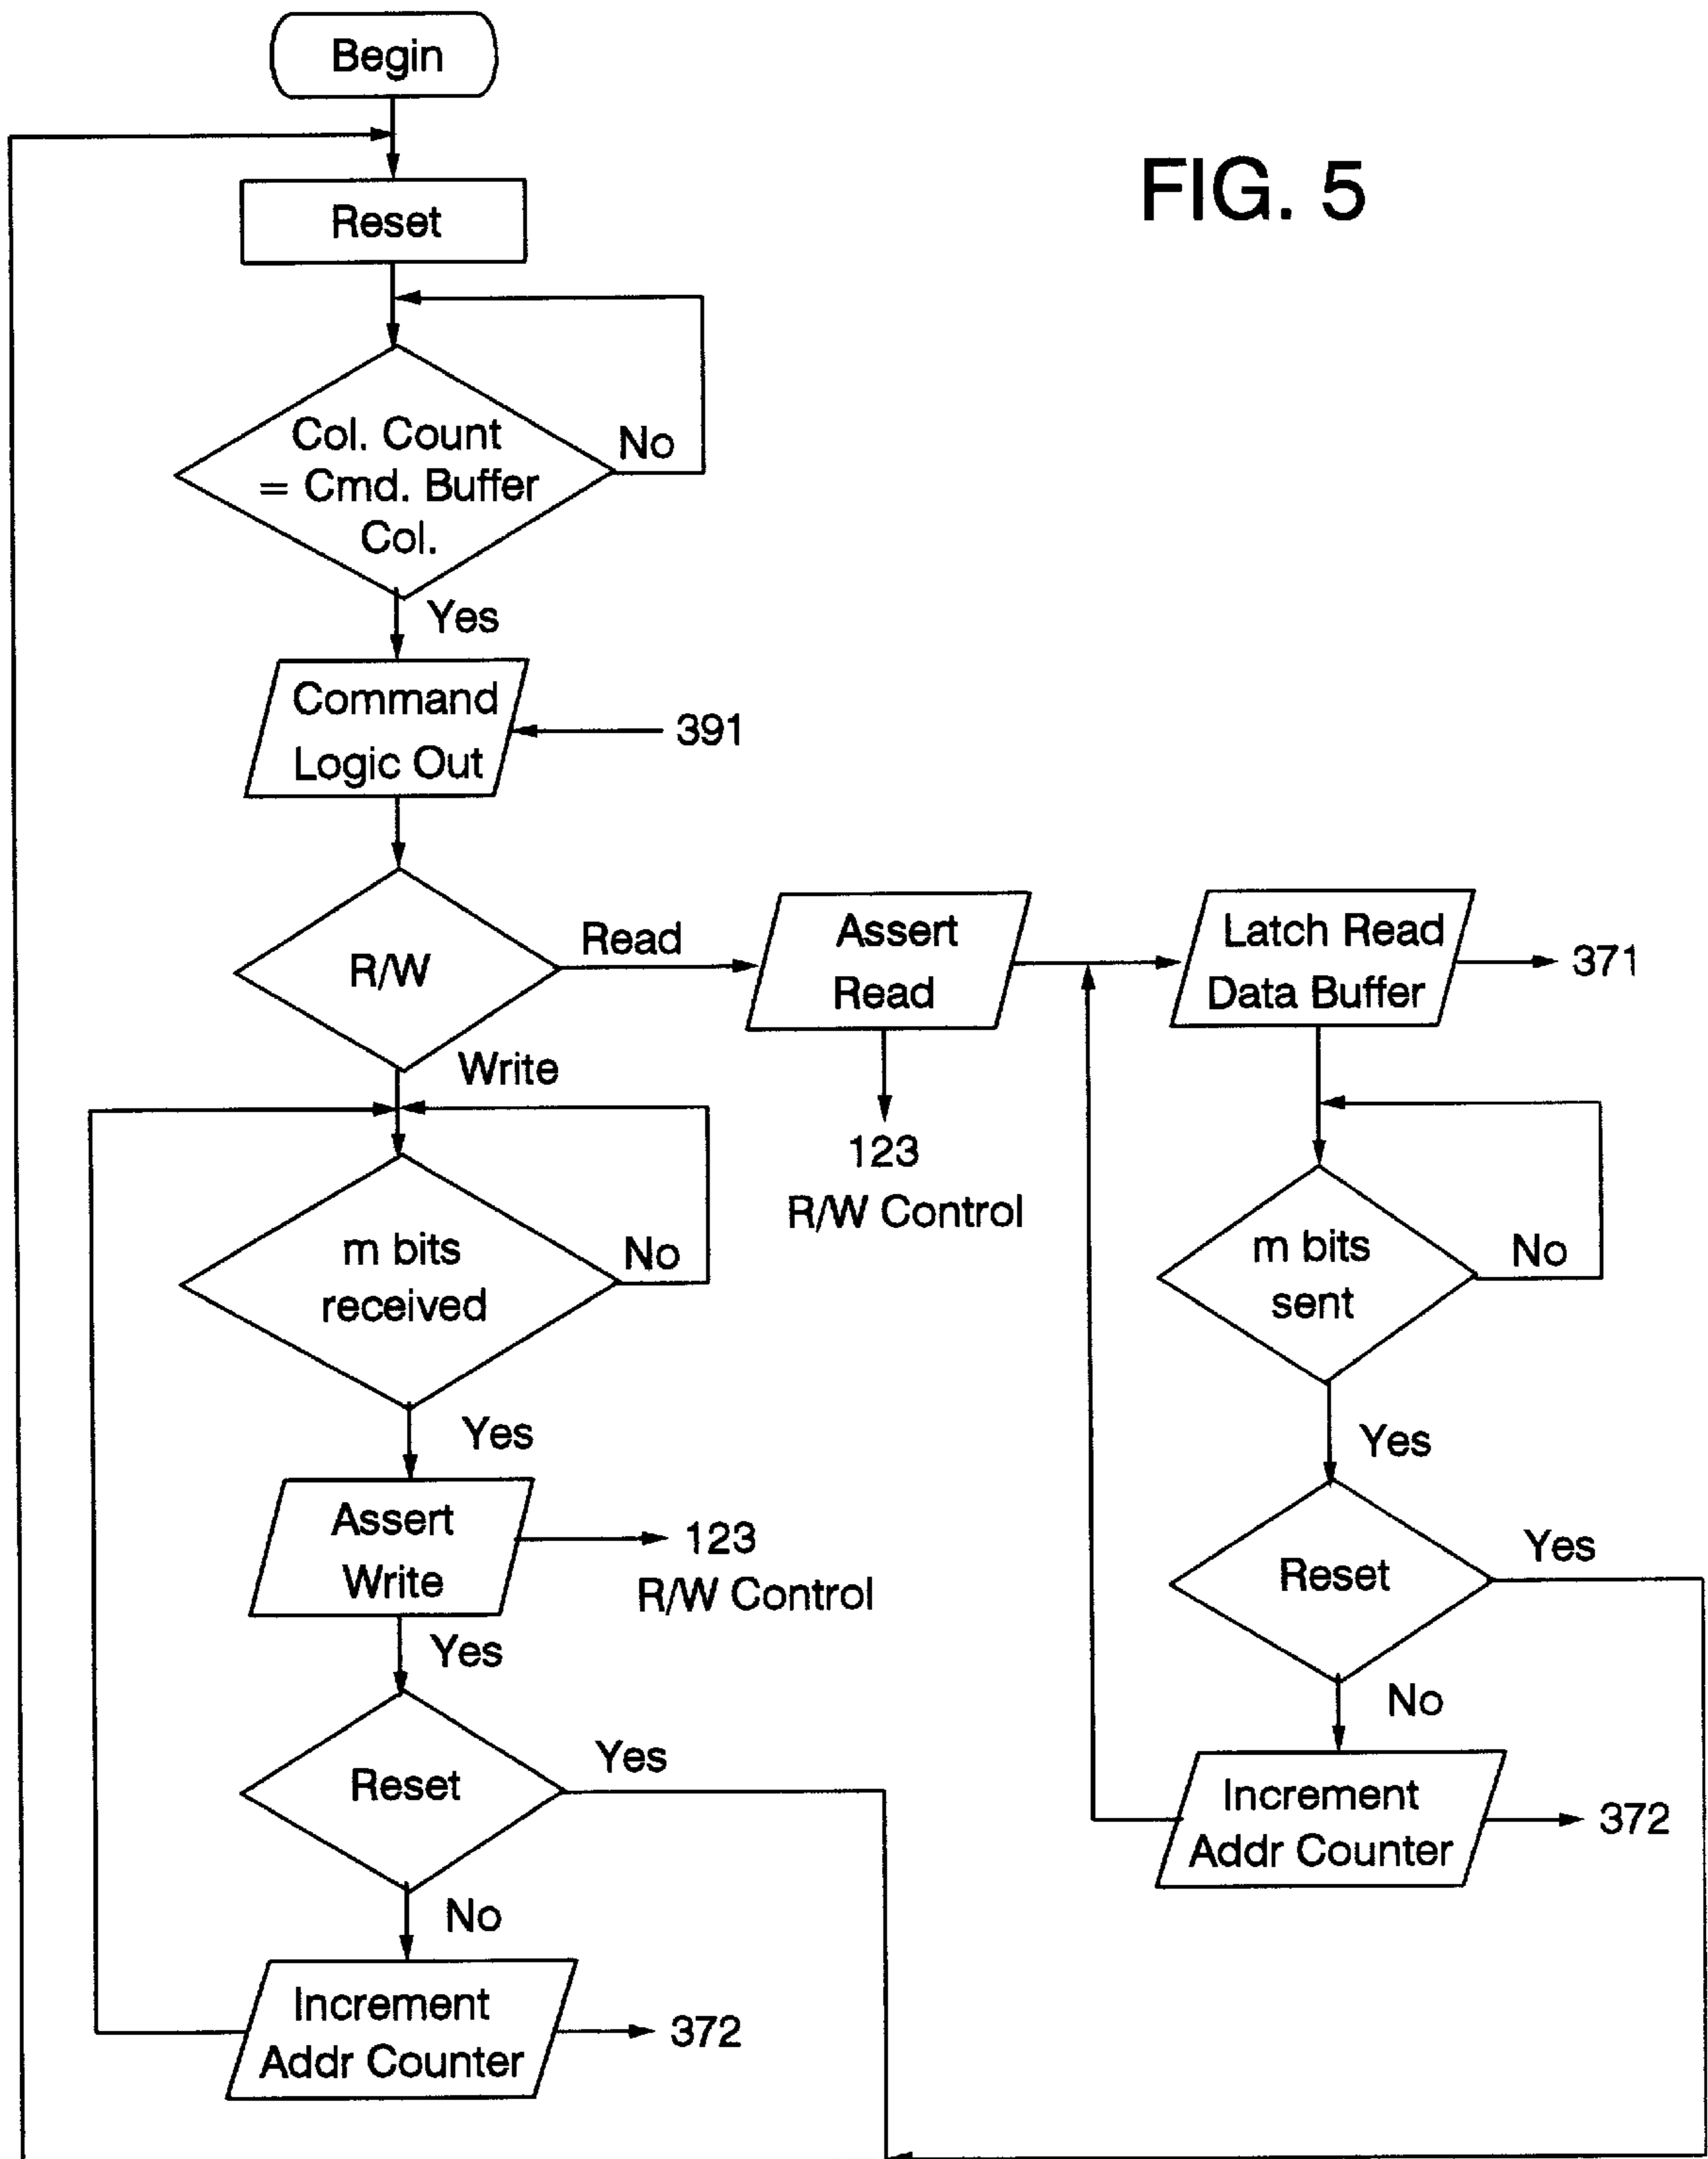 Begin
FIG. 5
Reset
Col. Count
= Cmd. Buffer
Col.
No
Yes
Command
Logic Out
391
R/W
Read
Write
Assert
Read
123
R/W Control
Latch Read
Data Buffer
371
m bits
received
No
Yes
m bits
sent
No
Yes
Assert
Write
123
R/W Control
Yes
Reset
Yes
No
Increment
Addr Counter
372
Reset
Yes
No
Increment
Addr Counter
372